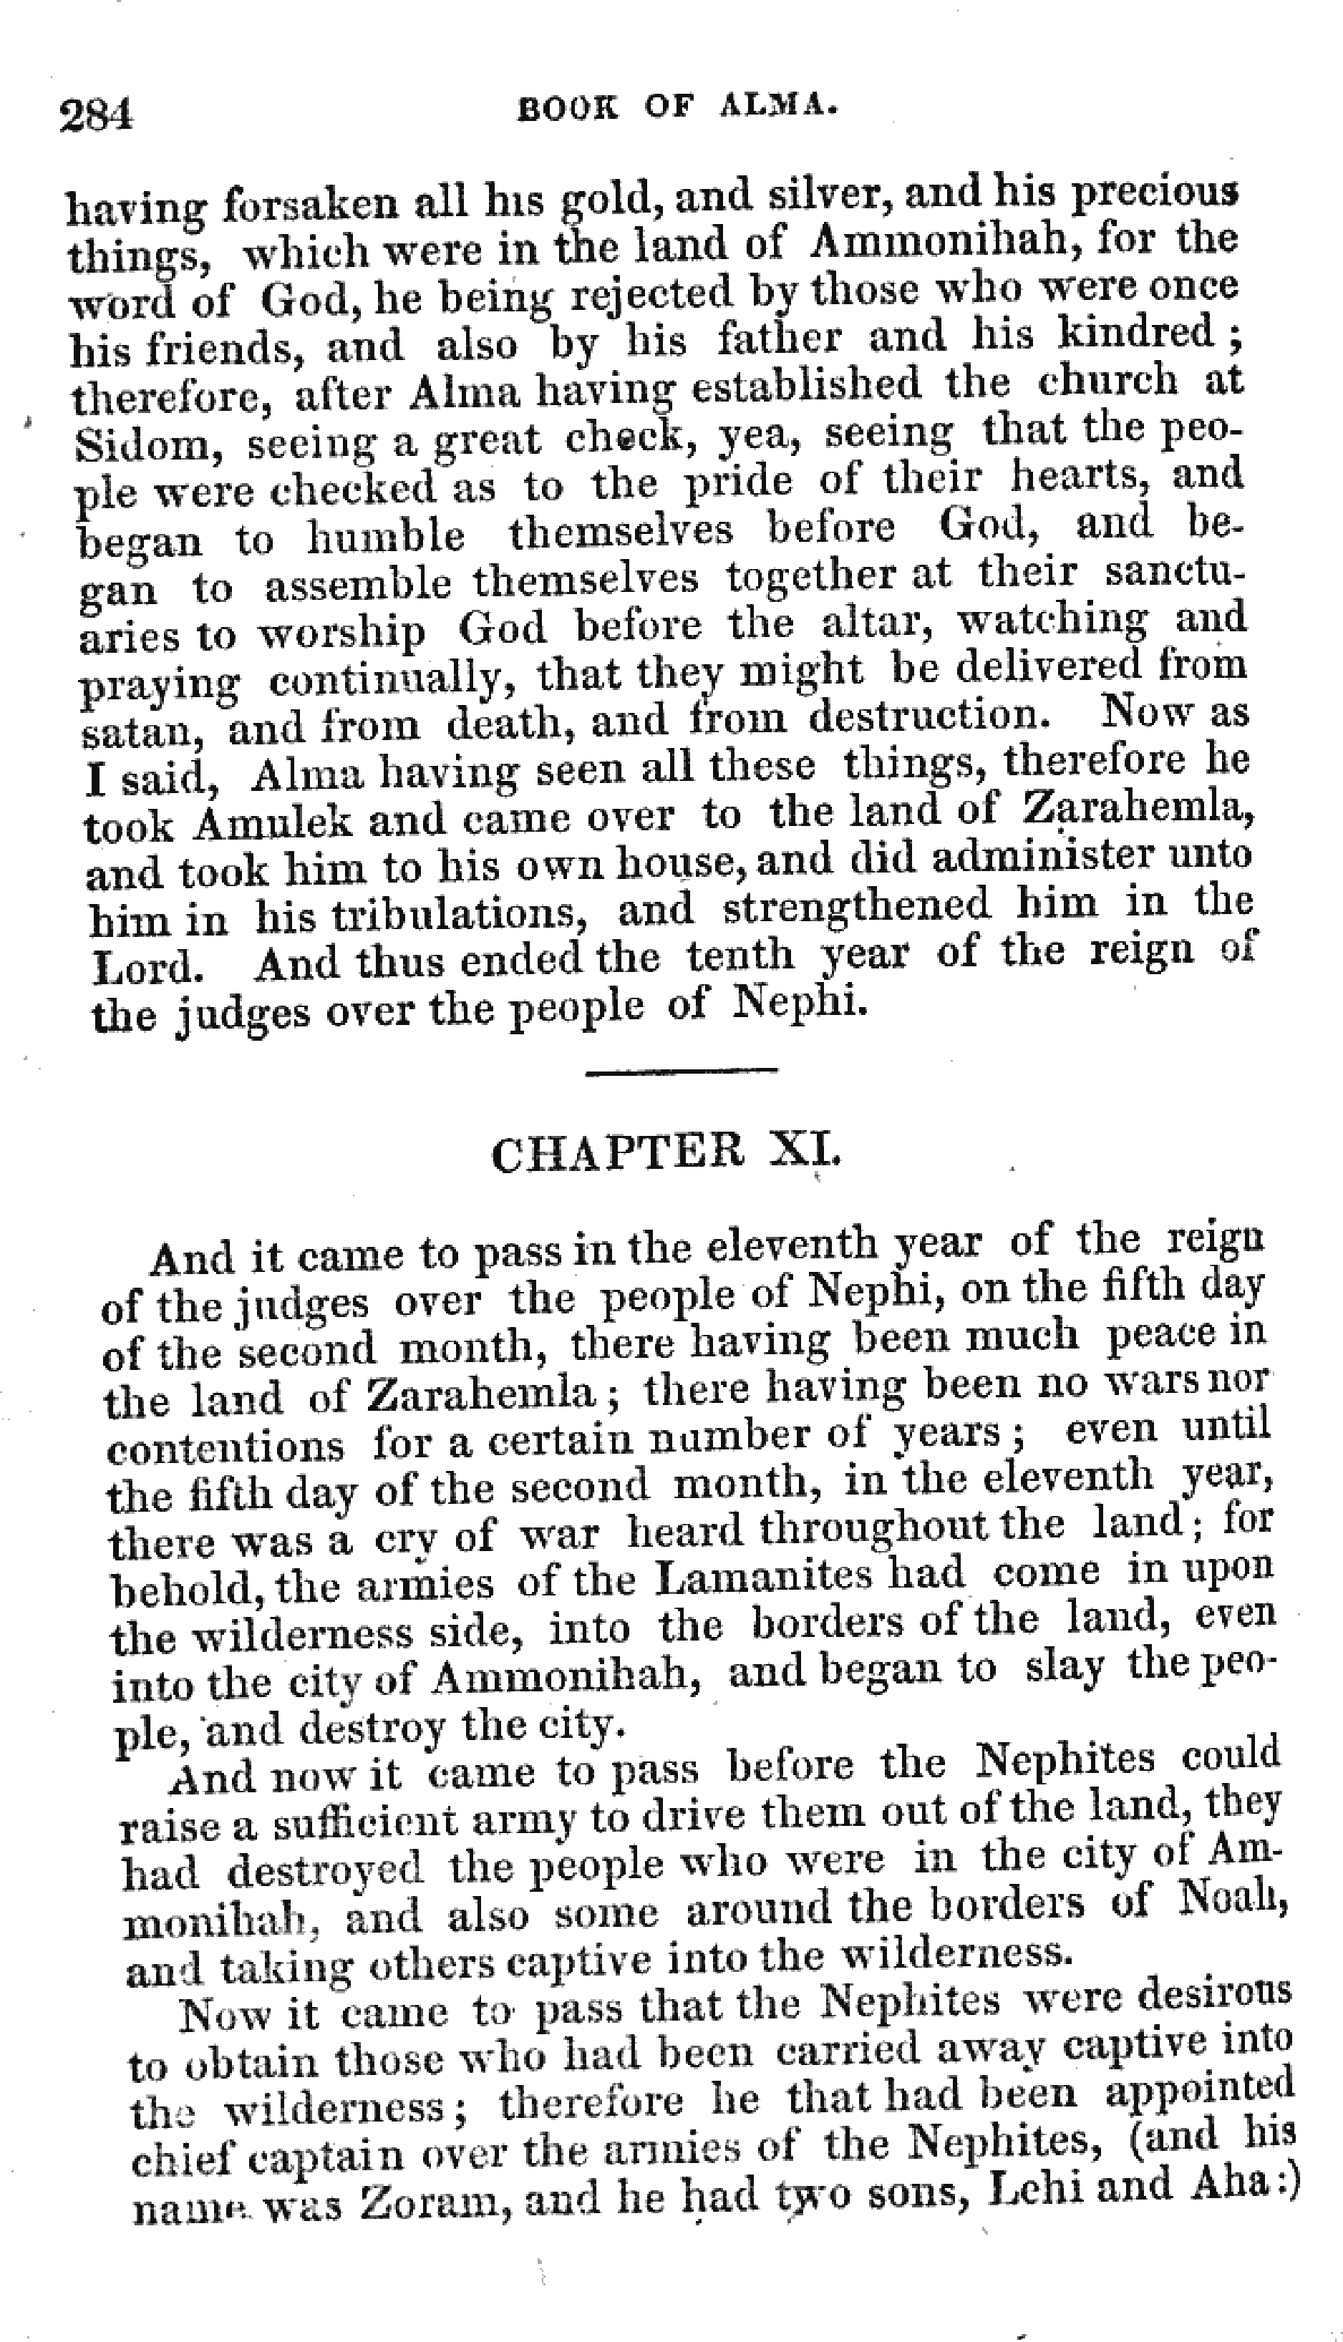 284 BOOK OF ALMA.
having forsaken all his gold, and silver, and his precious
things, which were in the land of Ammonihah, for the
word of God, he being rejected by those who were once
his friends, and also by his father and his kindred;
therefore, after Alma having established the church at
Sidom, seeing a great check, yea, seeing that the peo-
ple were checked as to the pride of their hearts, and
began to humble themselves before God, and be-
gan to assemble themselves together at their sanctu-
aries to worship God before the altar, watching and
praying continually, that they might be delivered from
satan, and from death, and from destruction. Now as
I said, Alma having seen all these things, therefore he
took Amulek and came over to the land of Zarahemla,
and took him to his own house, and did administer unto
him in his tribulations, and strengthened him in the
Lord. And thus ended the tenth year of the reign of
the judges over the people of Nephi.
CHAPTER XI.
And it came to pass in the eleventh year of the reign
of the judges over the people of Nephi, on the fifth day
of the second month, there having been much peace in
the land of Zarahemla; there having been no wars nor
contentions for a certain number of years; even until
the fifth day of the second month, in the eleventh year,
there was a cry of war heard throughout the land; for
behold, the armies of the Lamanites had come in upon
the wilderness side, into the borders of the land, even
into the city of Ammonihah, and began to slay the peo-
ple, and destroy the city.
And now it came to pass before the Nephites could
raise a sufficient army to drive them out of the land, they
had destroyed the people who were in the city of Am-
monihah, and also some around the borders of Noah,
and taking others captive into the wilderness.
Now it came to pass that the Nephites were desirous
to obtain those who had been carried away captive into
the wilderness; therefore he that had been appointed
chief captain over the armies of the Nephites, (and his
name was Zoram, and he had two sons, Lehi and Aha:)